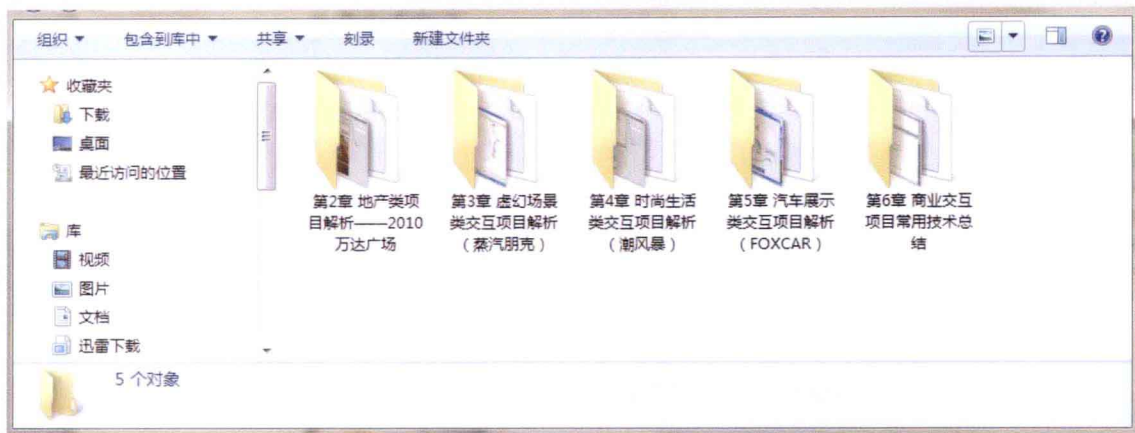 组织 包含到库中 共享 刻录 新建文件夹
收藏夹
下载
桌面
最近访问的位置
库
视频
图片
文档
迅雷下载
第2章 地产类项
目解析——2010
万达广场
第3章 虚幻场景
类交互项目解析
（蒸汽朋克）
第4章 时尚生活
类交互项目解析
（潮风暴）
第5章 汽车展示
类交互项目解析
（FOXCAR）
第6章 商业交互
项目常用技术总
结
5 个对象